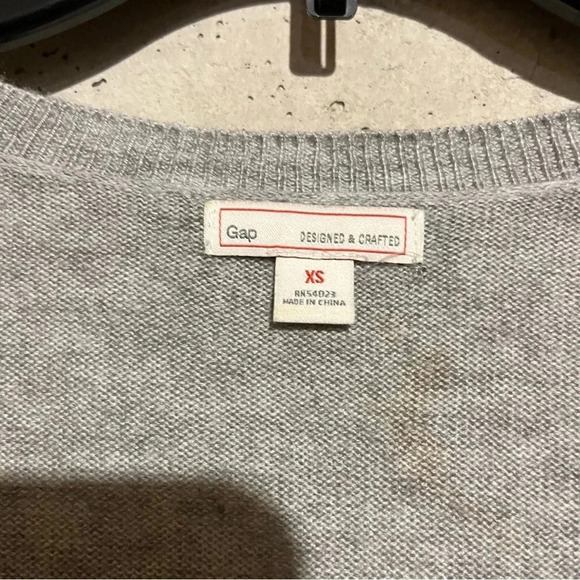 Gap DESIGNED & CRAFTED
XS
RN54023
MADE IN CHINA